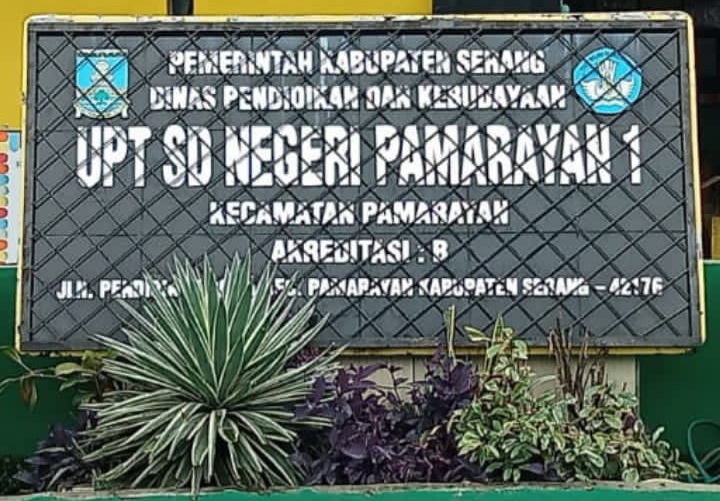 PEMERINTAH KABUPATEN SERANG
DINAS PENDIDIKAN DAN KEBUDAYAAN
UPT SD NEGERI PAMARAYAN 1
KECAMATAN PAMARAYAN
AKREDITASI : B
JLN. PAMARAYAN KABUPATEN SERANG – 42176